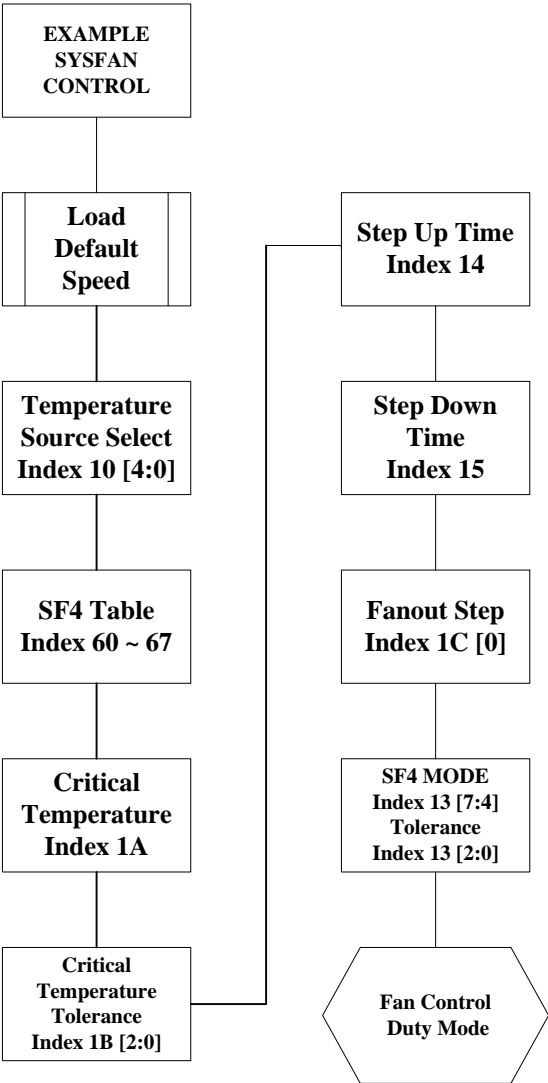 EXAMPLE
SYSFAN
CONTROL
Load
Default
Speed
Temperature
Source Select
Index 10 [4:0]
SF4 Table
Index 60 ~ 67
Critical
Temperature
Index 1A
Critical
Temperature
Tolerance
Index 1B [2:0]
Step Up Time
Index 14
Step Down
Time
Index 15
Fanout Step
Index 1C [0]
SF4 MODE
Index 13 [7:4]
Tolerance
Index 13 [2:0]
Fan Control
Duty Mode